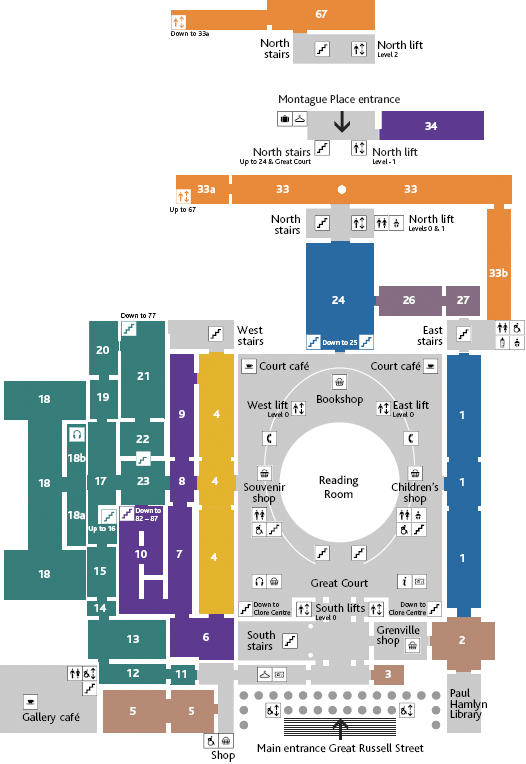 67
Down to 33a
North
stairs
North lift
Level 2
Montague Place entrance
34
North stairs
Up to 24 & Great Court
North lift
Level -1
33a
33
33
Up to 67
North
stairs
North lift
Levels 0 & 1
33b
24
26
27
Down to 77
Down to 25
West
stairs
East
stairs
20
21
Court café
Court café
18
19
9
4
Bookshop
1
West lift
Level 0
East lift
Level 0
22
18b
18
17
23
8
4
Souvenir
shop
Reading
Room
Children's
shop
1
18a
Up to 16
Down to
82 – 87
10
7
4
1
18
15
Great Court
14
Down to
Clore Centre
South lifts
Level 0
Down to
Clore Centre
13
6
South
stairs
Grenville
shop
2
12
11
3
Gallery café
5
5
Paul
Hamlyn
Library
Shop
Main entrance Great Russell Street